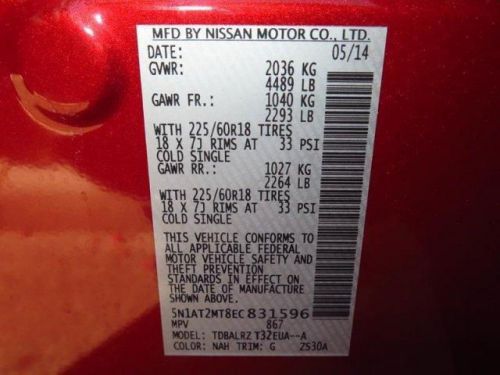 MFD BY NISSAN MOTOR CO., LTD.
DATE: 05/14
GVWR: 2036 KG
4489 LB
GAWR FR.: 1040 KG
2293 LB
WITH 225/60R18 TIRES
18 X 7J RIMS AT 33 PSI
COLD SINGLE
GAWR RR.: 1027 KG
2264 LB
WITH 225/60R18 TIRES
18 X 7J RIMS AT 33 PSI
COLD SINGLE
THIS VEHICLE CONFORMS TO
ALL APPLICABLE FEDERAL
MOTOR VEHICLE SAFETY
AND THEFT PREVENTION
STANDARDS IN EFFECT ON
THE DATE OF MANUFACTURE
SHOWN ABOVE.
5N1AT2MT8EC831596
MPV 867
MODEL: TDBALRZ T32EUA--A
COLOR: NAH TRIM: G ZS30A